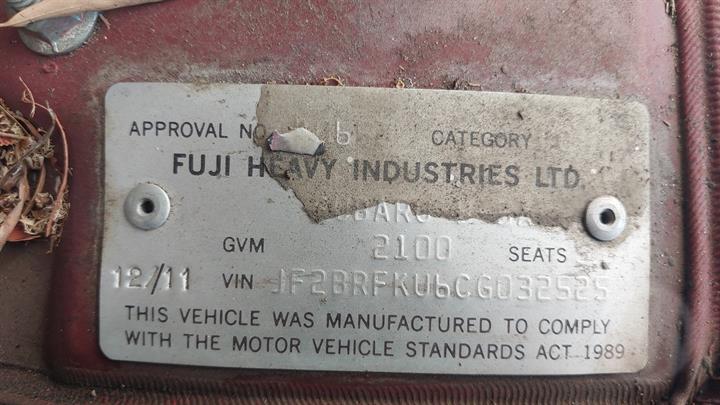 APPROVAL NO. 6 CATEGORY
FUJI HEAVY INDUSTRIES LTD.
GVM 2100 SEATS
12/11 VIN JF2BRFKU6CG032525
THIS VEHICLE WAS MANUFACTURED TO COMPLY
WITH THE MOTOR VEHICLE STANDARDS ACT 1989